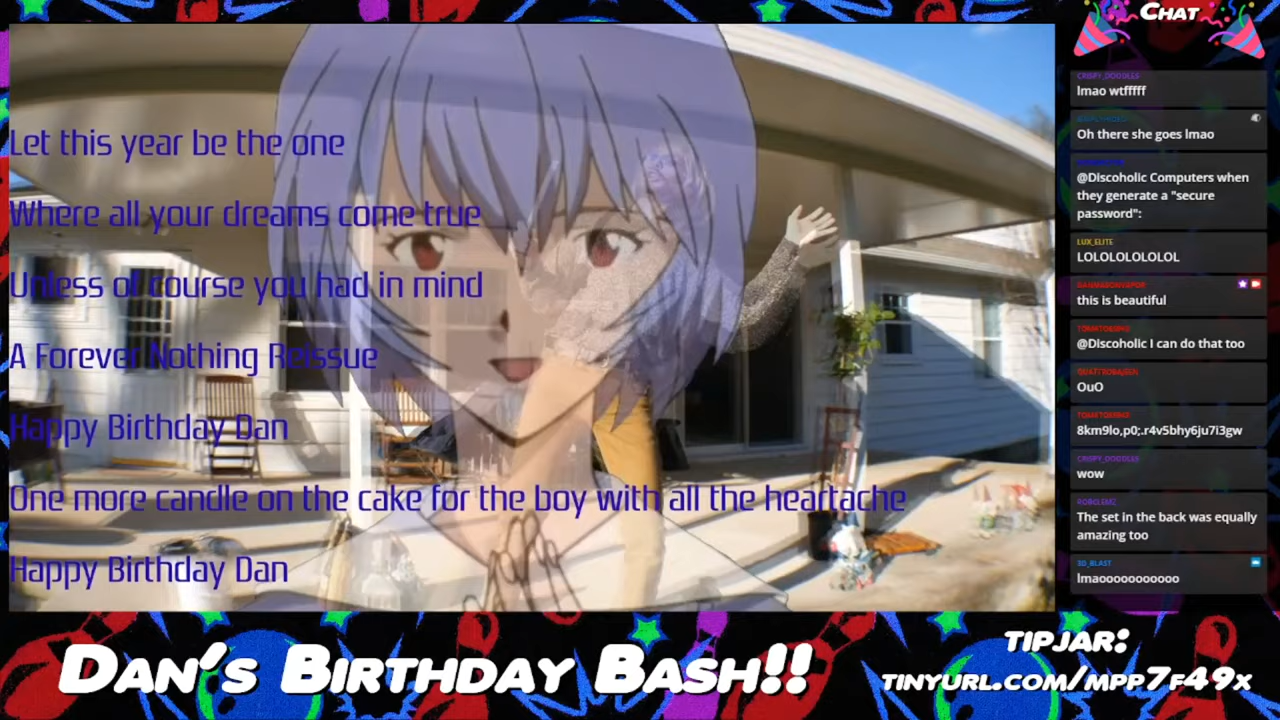 Let this year be the one
Where all your dreams come true
Unless of course you had in mind
A Forever Nothing Reissue
Happy Birthday Dan
One more candle on the cake for the boy with all the heartache
Happy Birthday Dan
CHAT
CRISPY_DOODLES
lmao wtfffff
Oh there she goes lmao
@Discoholic Computers when
they generate a "secure
password":
LUX_ELITE
LOLOLOLOLOLOL
this is beautiful
@Discoholic I can do that too
OuO
8km9lo,p0;.r4v5bhy6ju7i3gw
CRISPY_DOODLES
wow
The set in the back was equally
amazing too
3D_BLAST
lmaooooooooooo
DAN'S BIRTHDAY BASH!!
TIPJAR:
TINYURL.COM/MPP7F49X